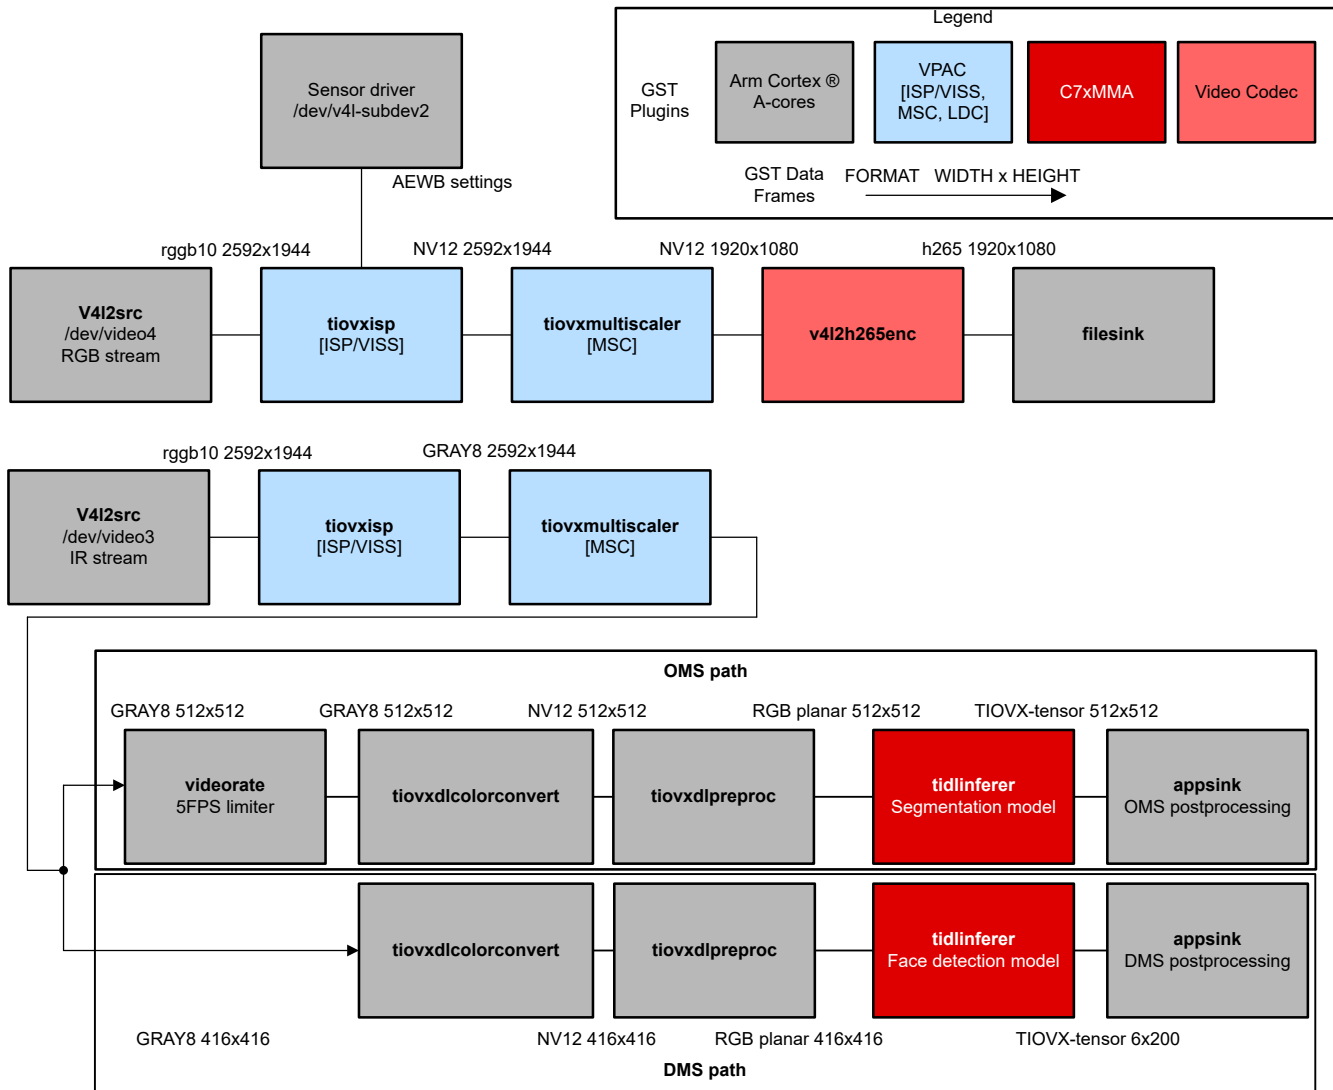 Legend
GST
Plugins
Arm Cortex ®
A-cores
VPAC
[ISP/VISS,
MSC, LDC]
C7xMMA
Video Codec
GST Data
Frames
FORMAT WIDTH x HEIGHT
Sensor driver
/dev/v4l-subdev2
AEWB settings
rggb10 2592x1944
NV12 2592x1944
NV12 1920x1080
h265 1920x1080
V4l2src
/dev/video4
RGB stream
tiovxisp
[ISP/VISS]
tiovxmultiscaler
[MSC]
v4l2h265enc
filesink
rggb10 2592x1944
GRAY8 2592x1944
V4l2src
/dev/video3
IR stream
tiovxisp
[ISP/VISS]
tiovxmultiscaler
[MSC]
OMS path
GRAY8 512x512
GRAY8 512x512
NV12 512x512
RGB planar 512x512
TIOVX-tensor 512x512
videorate
5FPS limiter
tiovxdlcolorconvert
tiovxdlpreproc
tidlinferer
Segmentation model
appsink
OMS postprocessing
tiovxdlcolorconvert
tiovxdlpreproc
tidlinferer
Face detection model
appsink
DMS postprocessing
GRAY8 416x416
NV12 416x416
RGB planar 416x416
TIOVX-tensor 6x200
DMS path